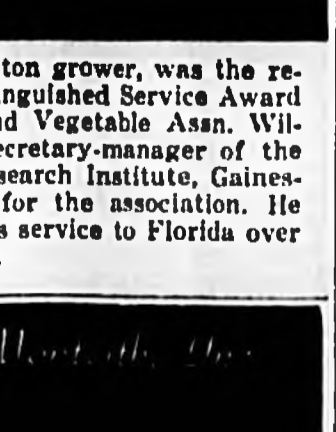 ton grower, was the re-
nguished Service Award
nd Vegetable Assn. Wil-
ecretary-manager of the
search Institute, Gaines-
for the association. He
s service to Florida over